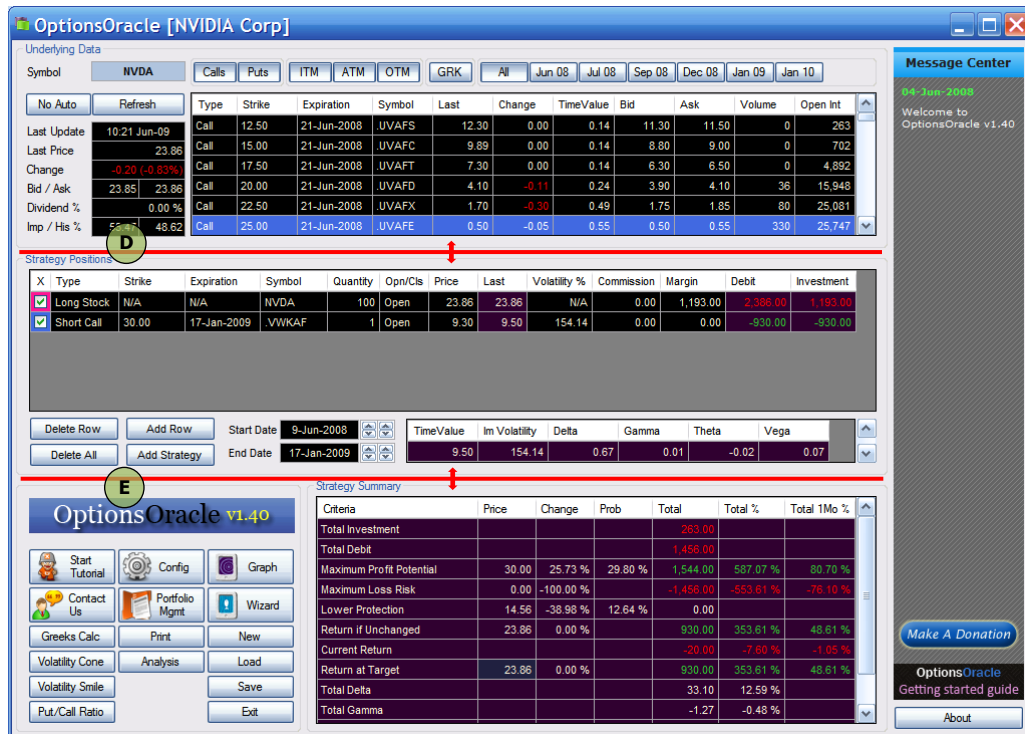 OptionsOracle [NVIDIA Corp]
Underlying Data
Symbol NVDA Calls Puts ITM ATM OTM GRK All Jun 08 Jul 08 Sep 08 Dec 08 Jan 09 Jan 10
No Auto Refresh
Last Update 10:21 Jun-09
Last Price 23.86
Change -0.20 (-0.83%)
Bid / Ask 23.85 23.86
Dividend % 0.00 %
Imp / His % 48.62
Type Strike Expiration Symbol Last Change TimeValue Bid Ask Volume Open Int
Call 12.50 21-Jun-2008 .UVAFS 12.30 0.00 0.14 11.30 11.50 0 263
Call 15.00 21-Jun-2008 .UVAFC 9.89 0.00 0.14 8.80 9.00 0 702
Call 17.50 21-Jun-2008 .UVAFT 7.30 0.00 0.14 6.30 6.50 0 4,892
Call 20.00 21-Jun-2008 .UVAFD 4.10 -0.11 0.24 3.90 4.10 36 15,948
Call 22.50 21-Jun-2008 .UVAFX 1.70 -0.30 0.49 1.75 1.85 80 25,081
Call 25.00 21-Jun-2008 .UVAFE 0.50 -0.05 0.55 0.50 0.55 330 25,747
D
Strategy Positions
X Type Strike Expiration Symbol Quantity Opn/Cls Price Last Volatility % Commission Margin Debit Investment
Long Stock N/A N/A NVDA 100 Open 23.86 23.86 N/A 0.00 1,193.00 2,386.00 1,193.00
Short Call 30.00 17-Jan-2009 .VWKAF 1 Open 9.30 9.50 154.14 0.00 0.00 -930.00 -930.00
Delete Row Add Row Start Date 9-Jun-2008
Delete All Add Strategy End Date 17-Jan-2009
TimeValue Im Volatility Delta Gamma Theta Vega
9.50 154.14 0.67 0.01 -0.02 0.07
E
OptionsOracle v1.40
Start Tutorial Config Graph
Contact Us Portfolio Mgmt Wizard
Greeks Calc Print New
Volatility Cone Analysis Load
Volatility Smile Save
Put/Call Ratio Exit
Strategy Summary
Criteria Price Change Prob Total Total % Total 1Mo %
Total Investment 263.00
Total Debit 1,456.00
Maximum Profit Potential 30.00 25.73 % 29.80 % 1,544.00 587.07 % 80.70 %
Maximum Loss Risk 0.00 -100.00 % -1,456.00 -553.61 % -76.10 %
Lower Protection 14.56 -38.98 % 12.64 % 0.00
Return if Unchanged 23.86 0.00 % 930.00 353.61 % 48.61 %
Current Return -20.00 -7.60 % -1.05 %
Return at Target 23.86 0.00 % 930.00 353.61 % 48.61 %
Total Delta 33.10 12.59 %
Total Gamma -1.27 -0.48 %
Message Center
04-Jun-2008
Welcome to
OptionsOracle v1.40
Make A Donation
OptionsOracle
Getting started guide
About